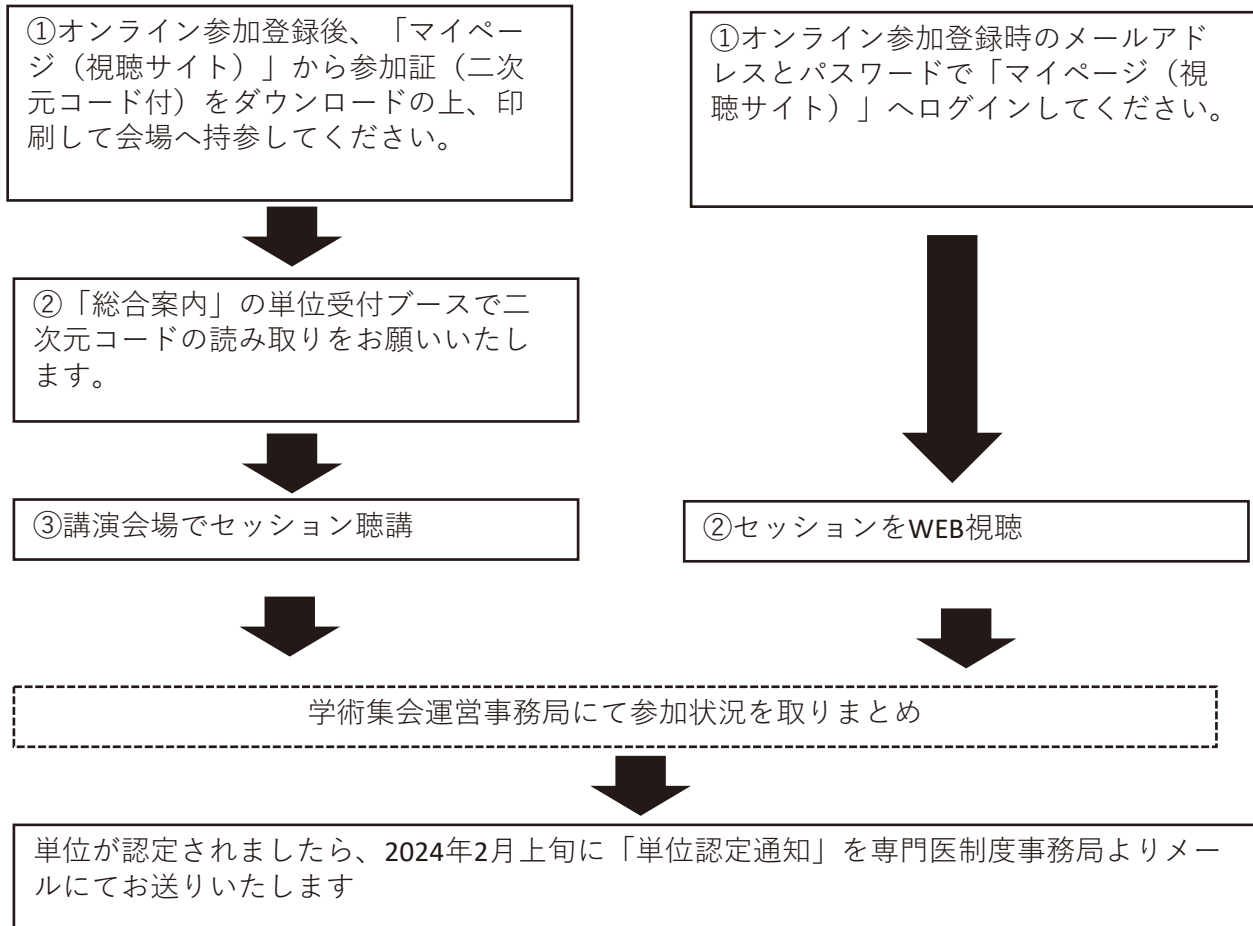 ①オンライン参加登録後、「マイペー
ジ（視聴サイト）」から参加証（二次
元コード付）をダウンロードの上、印
刷して会場へ持参してください。
②「総合案内」の単位受付ブースで二
次元コードの読み取りをお願いいたし
ます。
③講演会場でセッション聴講
①オンライン参加登録時のメールアド
レスとパスワードで「マイページ（視
聴サイト）」へログインしてください。
②セッションをWEB視聴
学術集会運営事務局にて参加状況を取りまとめ
単位が認定されましたら、2024年2月上旬に「単位認定通知」を専門医制度事務局よりメー
ルにてお送りいたします